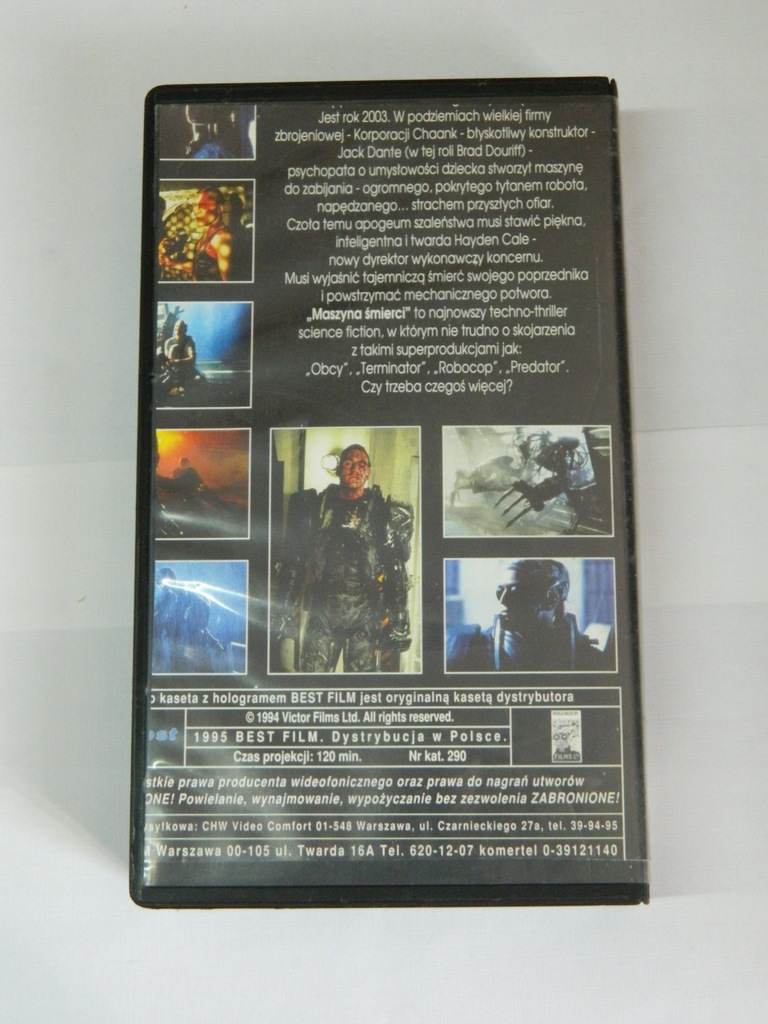 Jest rok 2003. W podziemiach wielkiej firmy
zbrojeniowej - Korporacji Chaank - błyskotliwy konstruktor -
Jack Dante (w tej roli Brad Douriff) -
psychopata o umysłowości dziecka stworzył maszynę
do zabijania - ogromnego, pokrytego tytanem robota,
napędzanego... strachem przyszłych ofiar.
Czoła temu apogeum szaleństwa musi stawić piękna,
inteligentna i twarda Hayden Cale -
nowy dyrektor wykonawczy koncernu.
Musi wyjaśnić tajemniczą śmierć swojego poprzednika
i powstrzymać mechanicznego potwora.
„Maszyna śmierci" to najnowszy techno-thriller
science fiction, w którym nie trudno o skojarzenia
z takimi superprodukcjami jak:
„Obcy", „Terminator", „Robocop", „Predator".
Czy trzeba czegoś więcej?
o kaseta z hologramem BEST FILM jest oryginalną kasetą dystrybutora
© 1994 Victor Films Ltd. All rights reserved.
est
1995 BEST FILM. Dystrybucja w Polsce.
Czas projekcji: 120 min. Nr kat. 290
FILMS
stkie prawa producenta wideofonicznego oraz prawa do nagrań utworów
ONE! Powielanie, wynajmowanie, wypożyczanie bez zezwolenia ZABRONIONE!
syłkowa: CHW Video Comfort 01-548 Warszawa, ul. Czarnieckiego 27a, tel. 39-94-95
M Warszawa 00-105 ul. Twarda 16A Tel. 620-12-07 komertel 0-39121140